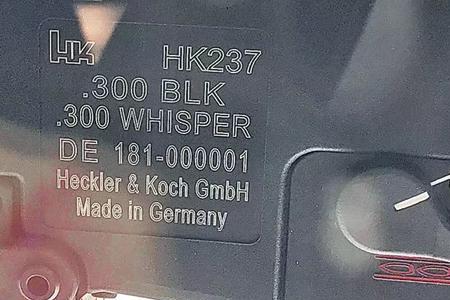 HK HK237
.300 BLK
.300 WHISPER
DE 181-000001
Heckler & Koch GmbH
Made in Germany